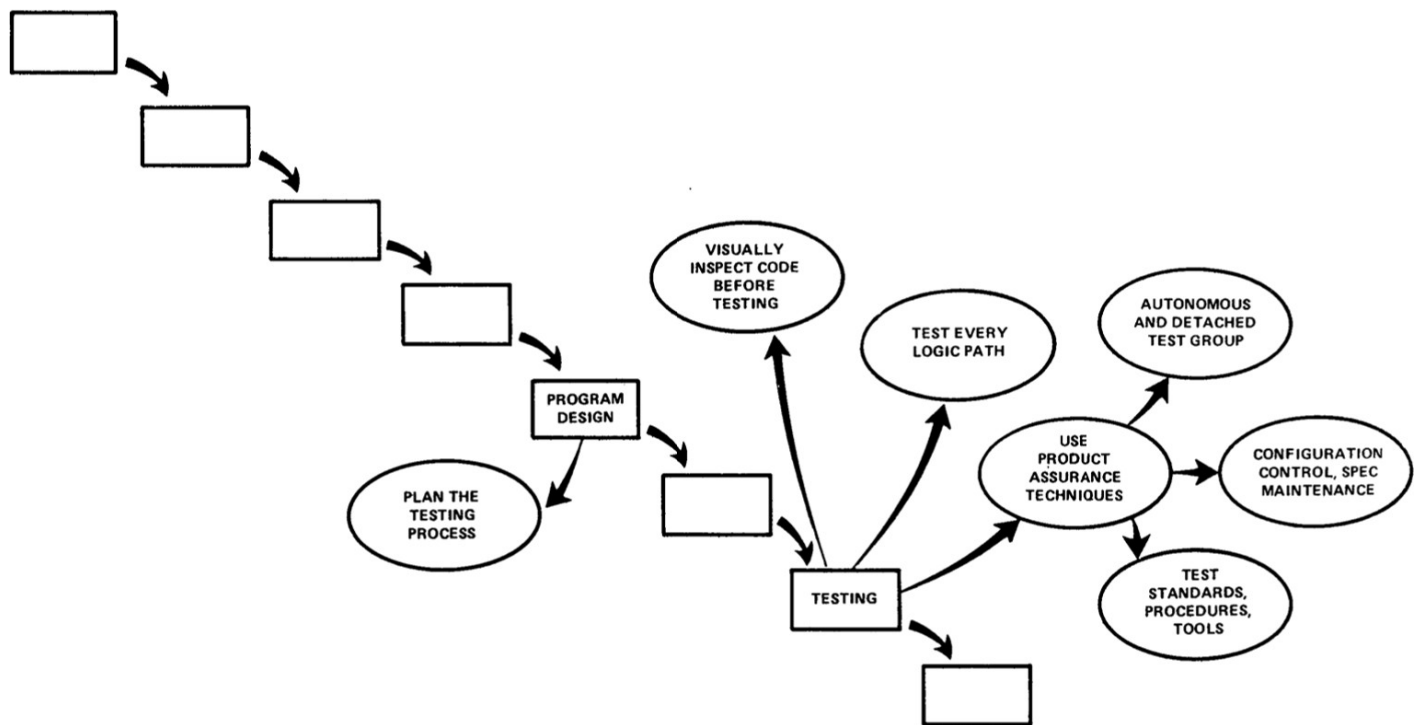 VISUALLY
INSPECT CODE
BEFORE
TESTING
TEST EVERY
LOGIC PATH
AUTONOMOUS
AND DETACHED
TEST GROUP
PROGRAM
DESIGN
USE
PRODUCT
ASSURANCE
TECHNIQUES
CONFIGURATION
CONTROL, SPEC
MAINTENANCE
PLAN THE
TESTING
PROCESS
TESTING
TEST
STANDARDS,
PROCEDURES,
TOOLS